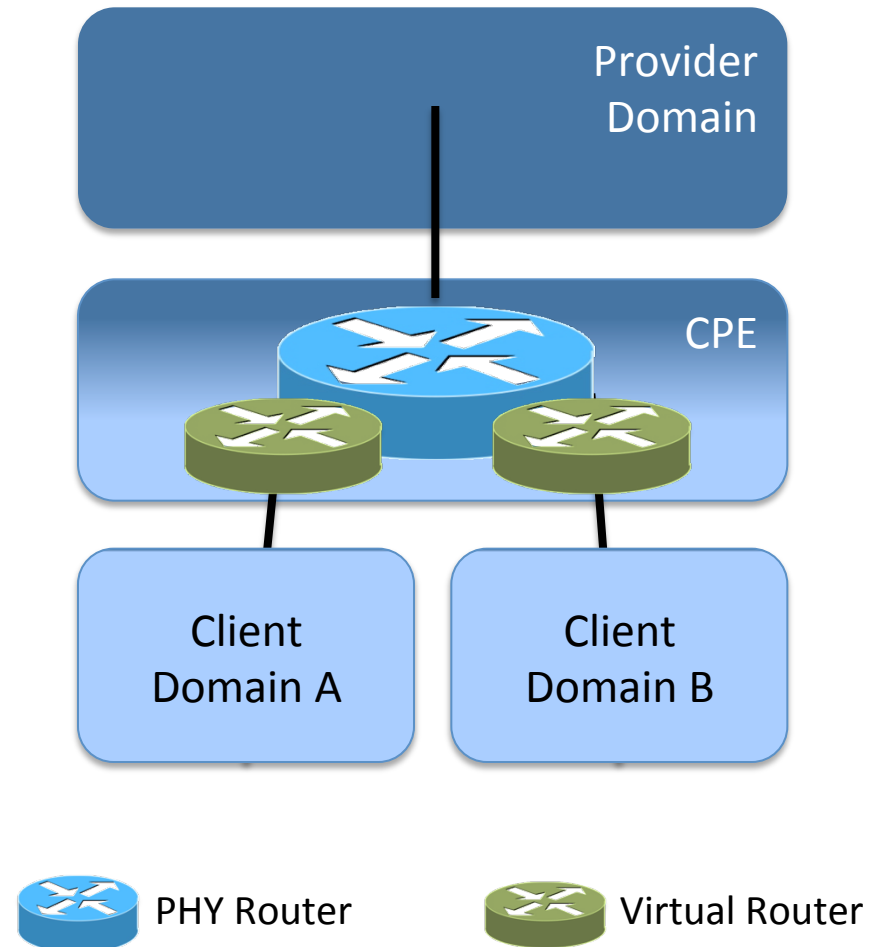 Provider
Domain
CPE
Client
Domain A
Client
Domain B
PHY Router
Virtual Router